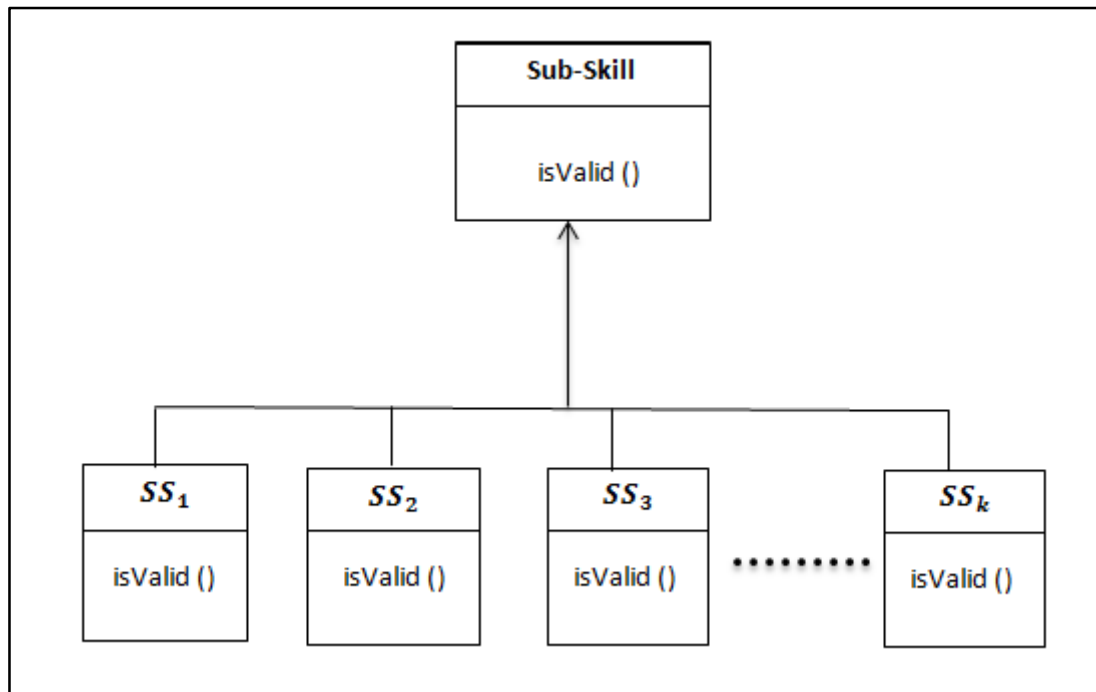 Sub-Skill
isValid ()
SS₁ SS₂ SS₃ SSₖ
isValid () isValid () isValid () ......... isValid ()